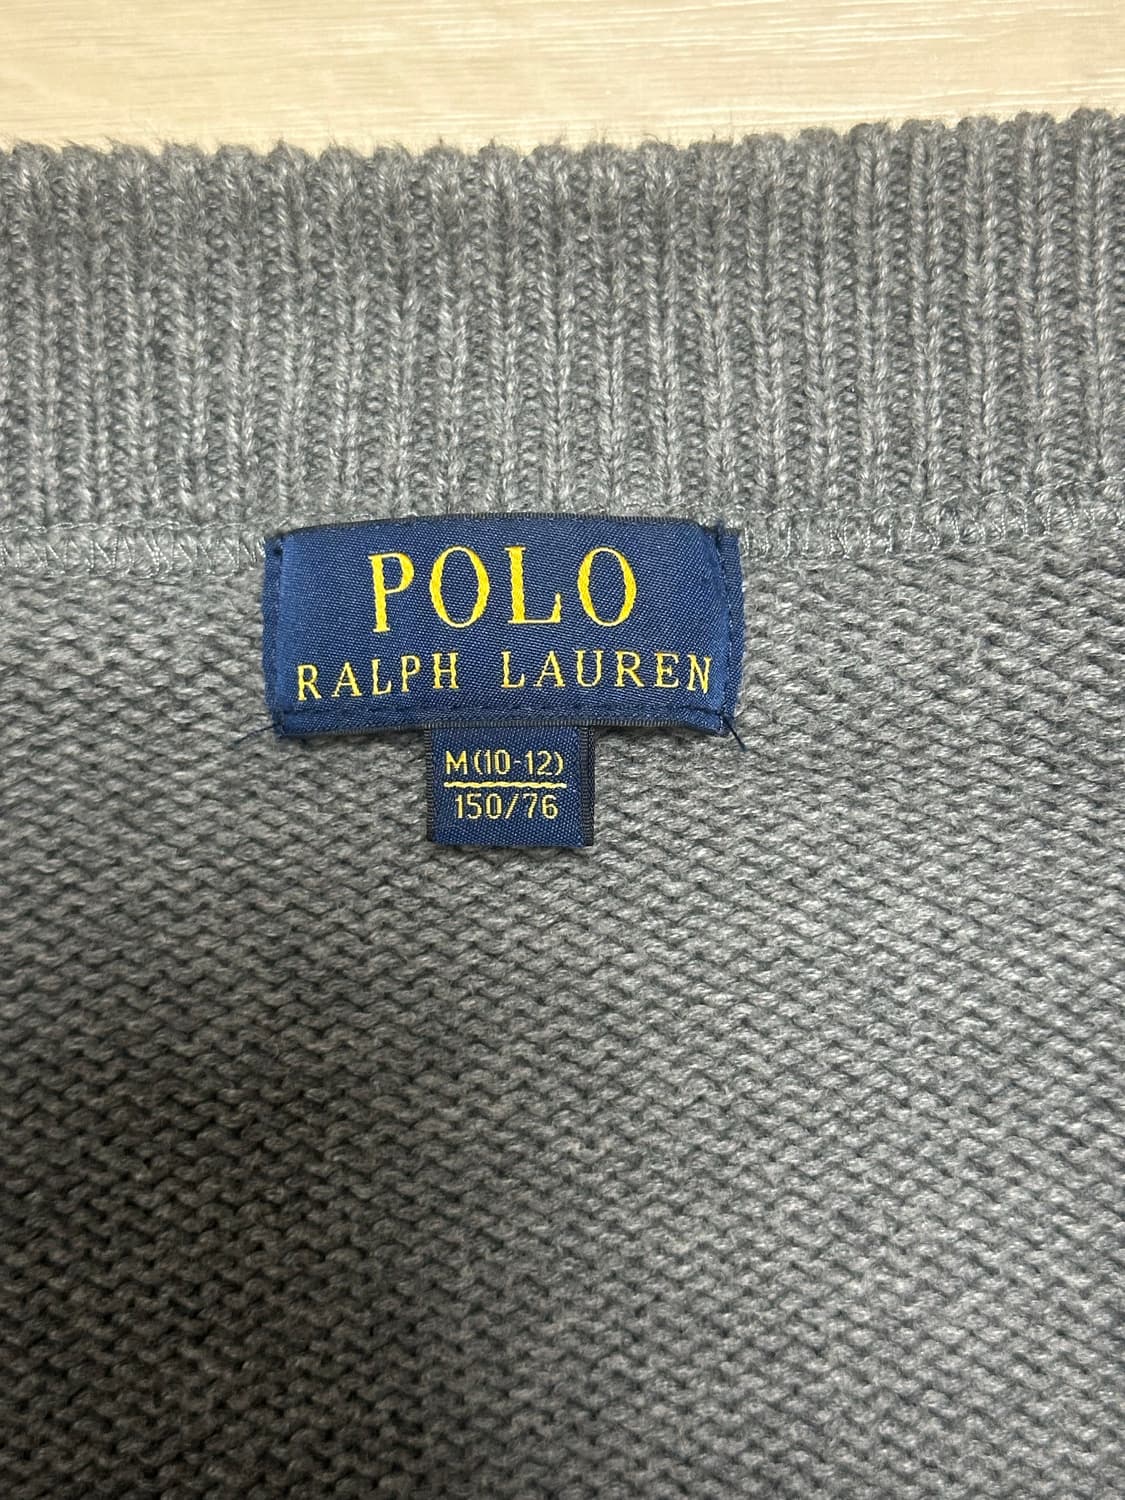 POLO
RALPH LAUREN
M(10-12)
150/76